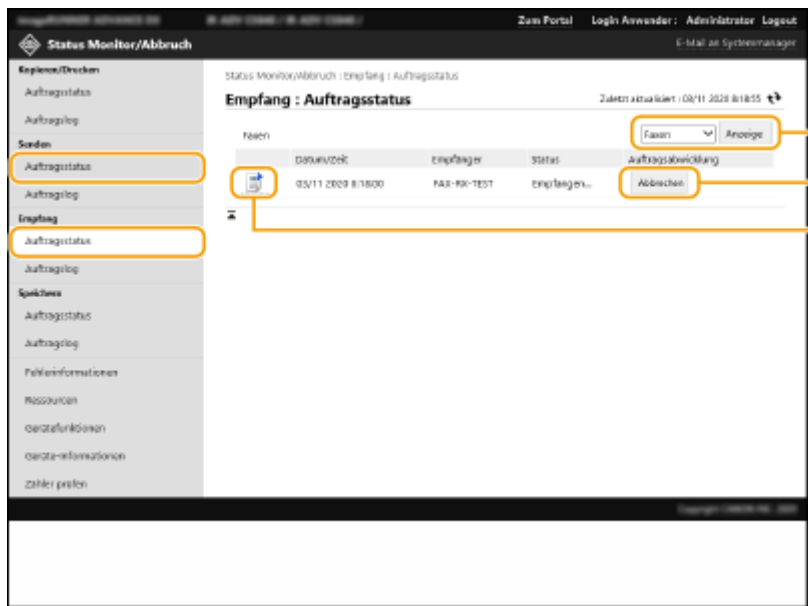 Zum Portal Login Anwender: Administrator Logout
Status Monitor/Abbruch
E-Mail an Systemmanager
Kopieren/Drucken
Auftragsstatus
Auftragslog
Senden
Auftragsstatus
Auftragslog
Empfang
Auftragsstatus
Auftragslog
Speichern
Auftragsstatus
Auftragslog
Fehlerinformationen
Ressourcen
Gerätefunktionen
Geräte-Informationen
Zähler prüfen
Status Monitor/Abbruch : Empfang : Auftragsstatus
Empfang : Auftragsstatus
Zuletzt aktualisiert : 03/11 2020 8:18:55
Faxen
Faxen Anzeige
Datum/Zeit Empfänger Status Auftragsabwicklung
03/11 2020 8:18:00 FAX-RX-TEST Empfangen... Abbrechen